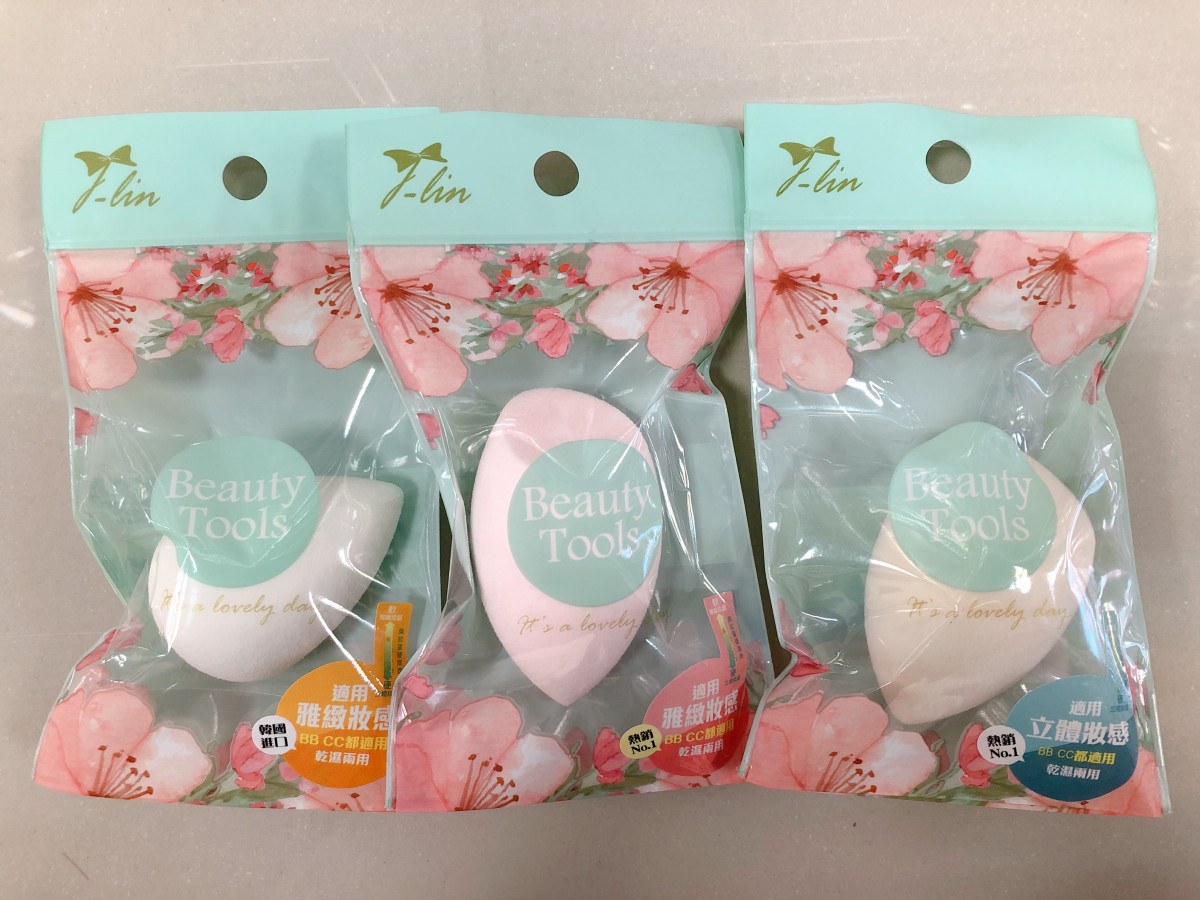 J-lin
Beauty
Tools
It's a lovely day
軟
硬
適用
雅緻妝感
BB CC都適用
乾濕兩用
韓國
進口
J-lin
Beauty
Tools
It's a lovely
軟
硬
適用
雅緻妝感
BB CC都適用
乾濕兩用
熱銷
No.1
J-lin
Beauty
Tools
It's a lovely day
適用
立體妝感
BB CC都適用
乾濕兩用
熱銷
No.1